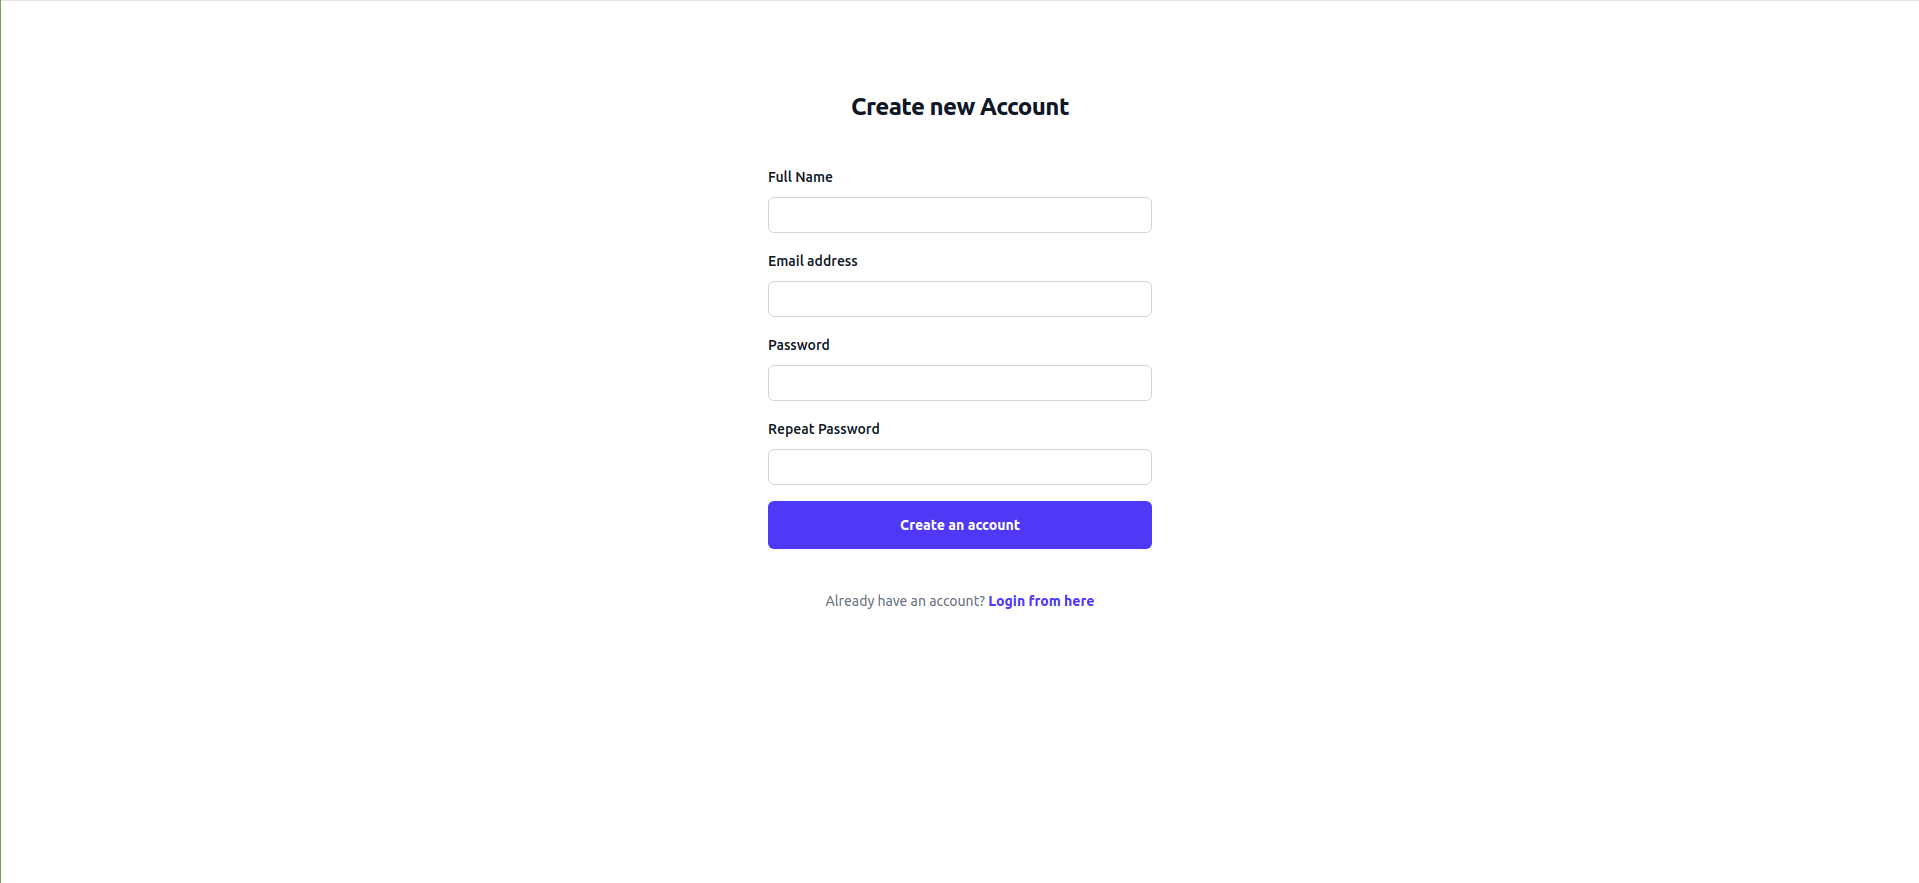 Create new Account
Full Name
Email address
Password
Repeat Password
Create an account
Already have an account? Login from here